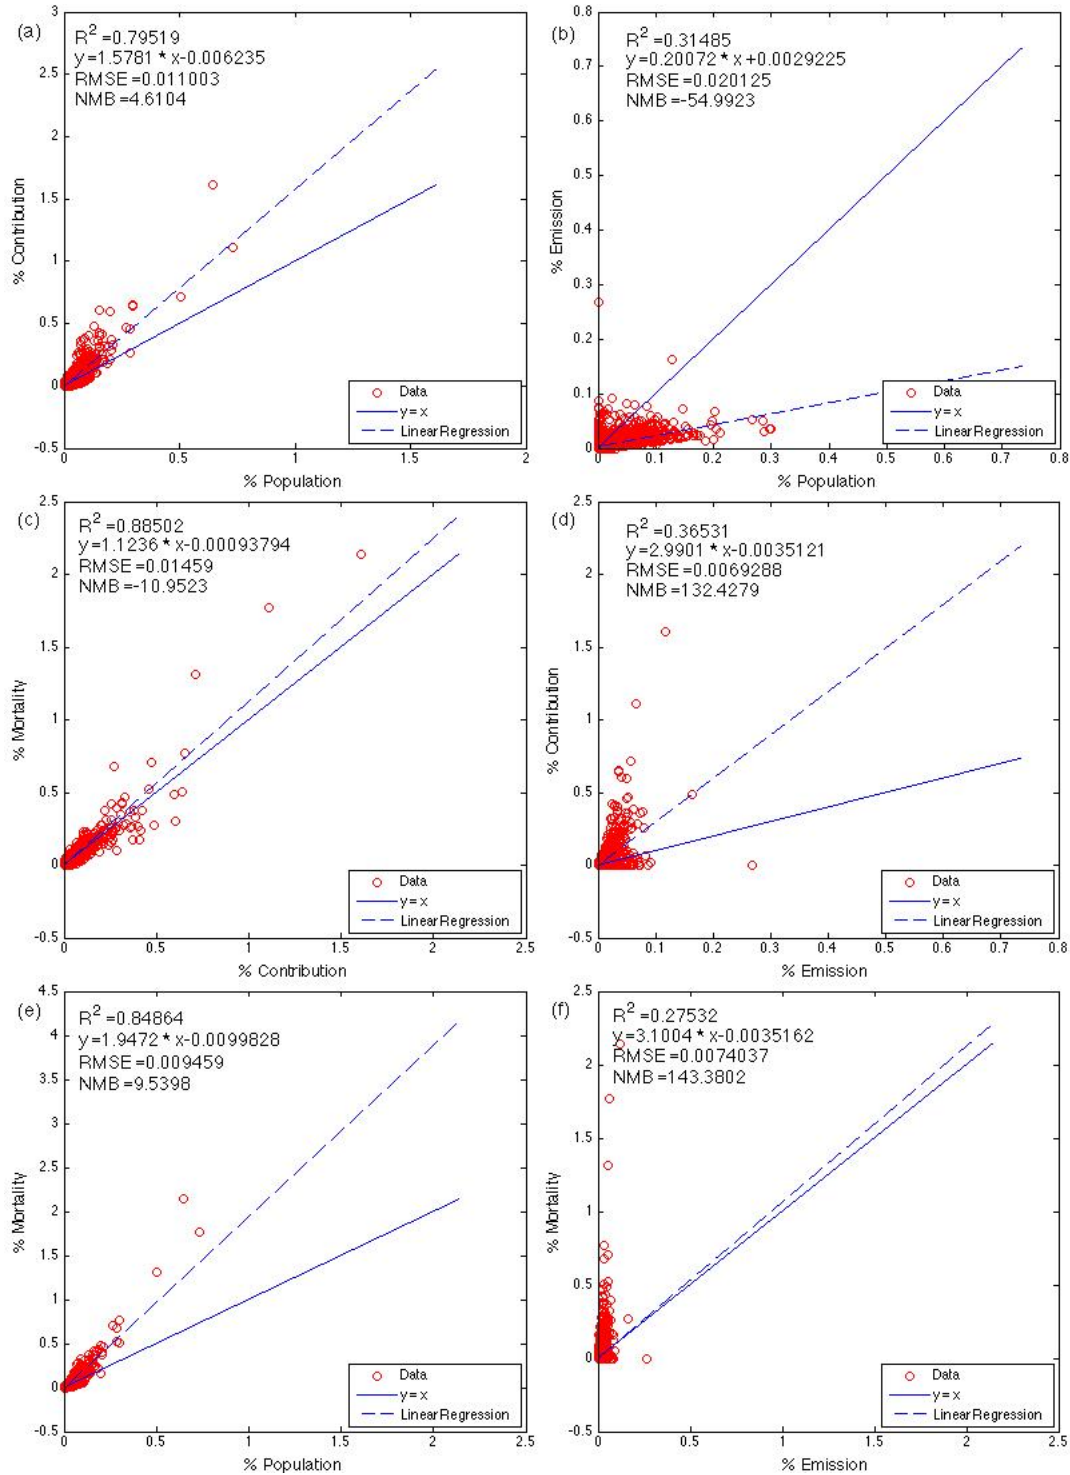 (a)
R² =0.79519
y=1.5781 * x-0.006235
RMSE=0.011003
NMB=4.6104
3
2.5
2
1.5
1
0.5
0
-0.5
% Contribution
Data
y=x
Linear Regression
0 0.5 1 1.5 2
% Population
(b)
R² =0.31485
y=0.20072 * x+0.0029225
RMSE=0.020125
NMB=-54.9923
0.8
0.7
0.6
0.5
0.4
0.3
0.2
0.1
0
% Emission
Data
y=x
Linear Regression
0 0.1 0.2 0.3 0.4 0.5 0.6 0.7 0.8
% Population
(c)
R² =0.88502
y=1.1236 * x-0.00093794
RMSE=0.01459
NMB=-10.9523
2.5
2
1.5
1
0.5
0
-0.5
% Mortality
Data
y=x
Linear Regression
0 0.5 1 1.5 2 2.5
% Contribution
(d)
R² =0.36531
y=2.9901 * x-0.0035121
RMSE=0.0069288
NMB=132.4279
2.5
2
1.5
1
0.5
0
-0.5
% Contribution
Data
y=x
Linear Regression
0 0.1 0.2 0.3 0.4 0.5 0.6 0.7 0.8
% Emission
(e)
R² =0.84864
y=1.9472 * x-0.0099828
RMSE=0.009459
NMB=9.5398
4.5
4
3.5
3
2.5
2
1.5
1
0.5
0
-0.5
% Mortality
Data
y=x
Linear Regression
0 0.5 1 1.5 2 2.5
% Population
(f)
R² =0.27532
y=3.1004 * x-0.0035162
RMSE=0.0074037
NMB=143.3802
2.5
2
1.5
1
0.5
0
-0.5
% Mortality
Data
y=x
Linear Regression
0 0.5 1 1.5 2 2.5
% Emission